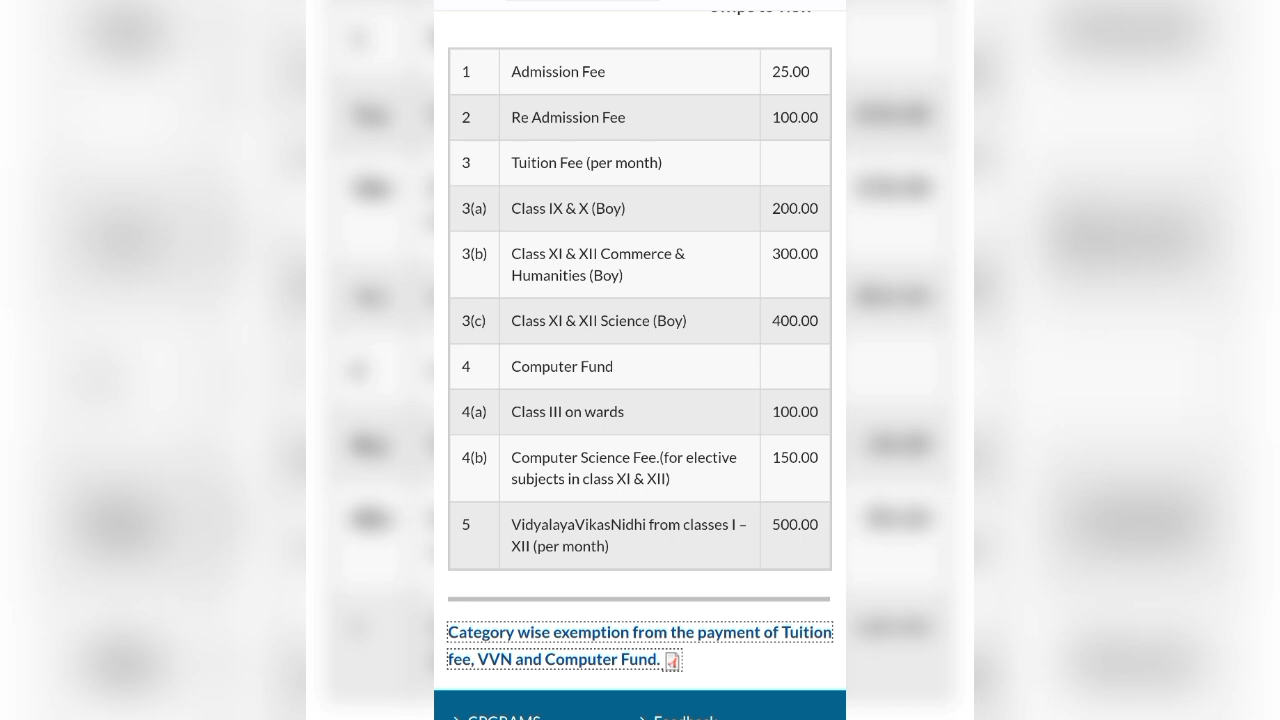 1 Admission Fee 25.00
2 Re Admission Fee 100.00
3 Tuition Fee (per month)
3(a) Class IX & X (Boy) 200.00
3(b) Class XI & XII Commerce & 300.00
Humanities (Boy)
3(c) Class XI & XII Science (Boy) 400.00
4 Computer Fund
4(a) Class III on wards 100.00
4(b) Computer Science Fee.(for elective 150.00
subjects in class XI & XII)
5 VidyalayaVikasNidhi from classes I – 500.00
XII (per month)
Category wise exemption from the payment of Tuition
fee, VVN and Computer Fund.
CPGRAMS Feedback